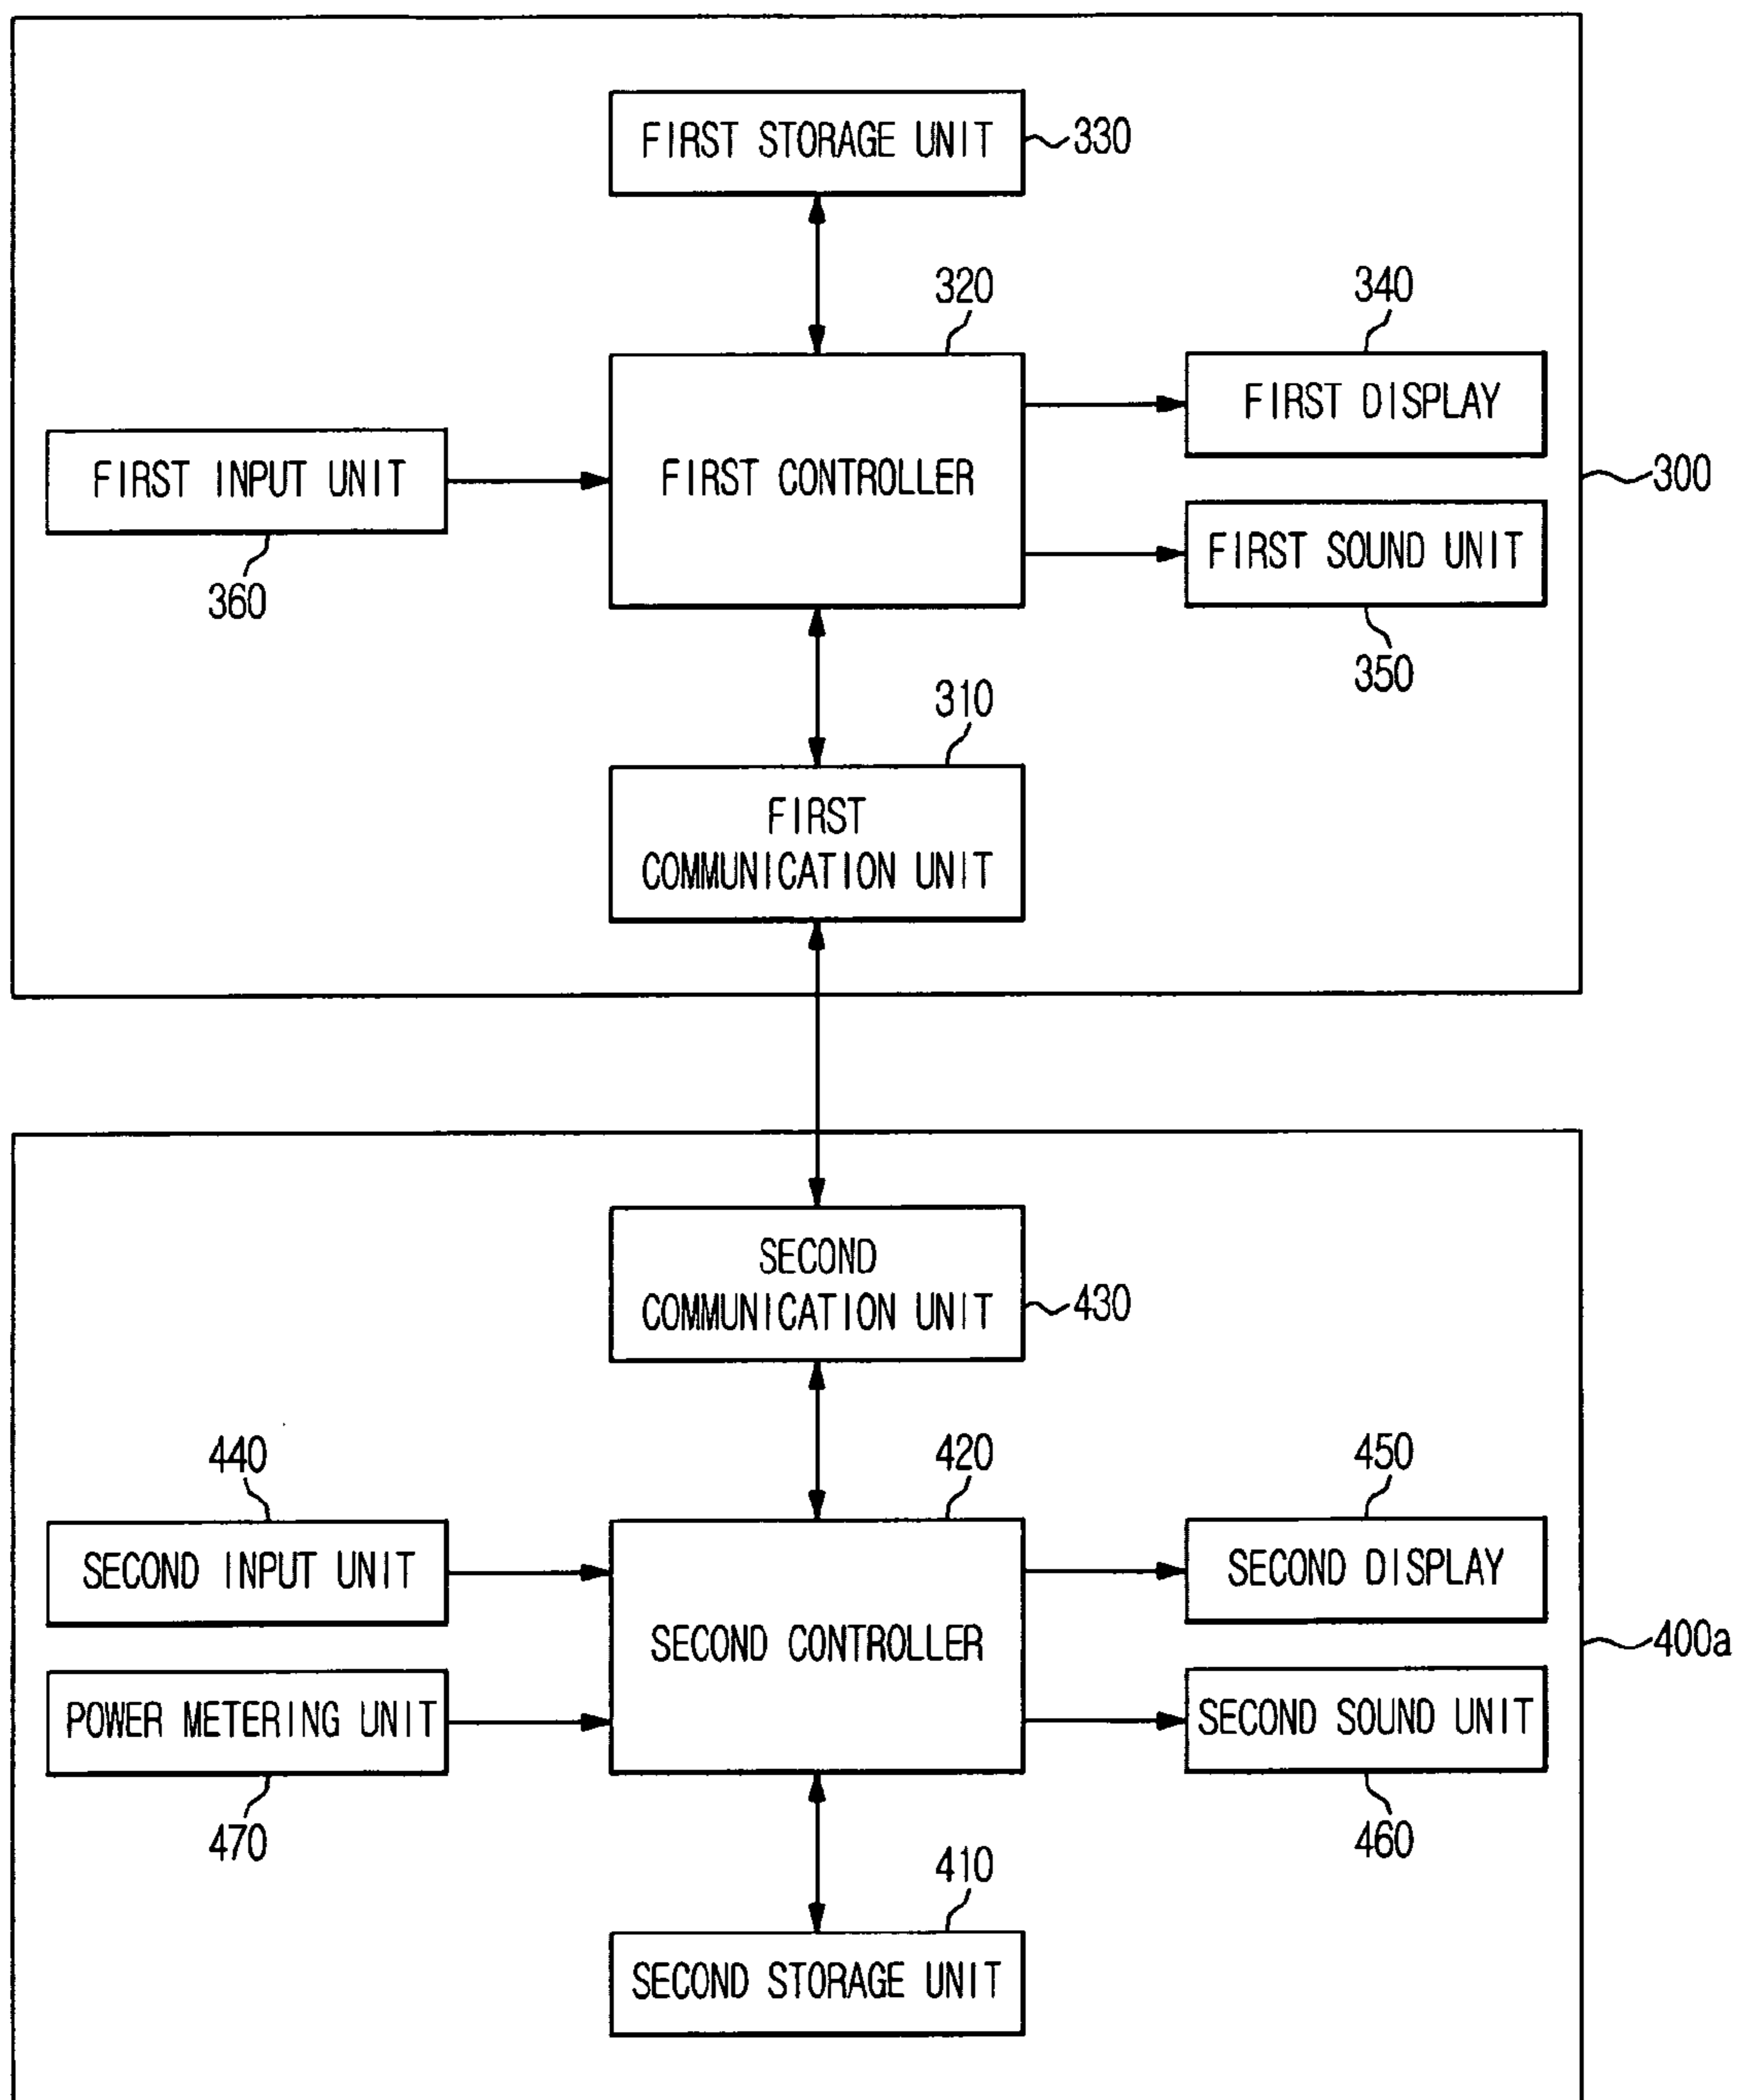 FIRST STORAGE UNIT
330
320
340
FIRST DISPLAY
FIRST INPUT UNIT
FIRST CONTROLLER
300
FIRST SOUND UNIT
360
350
310
FIRST
COMMUNICATION UNIT
SECOND
COMMUNICATION UNIT
430
440
420
450
SECOND INPUT UNIT
SECOND DISPLAY
SECOND CONTROLLER
400a
POWER METERING UNIT
SECOND SOUND UNIT
470
460
410
SECOND STORAGE UNIT